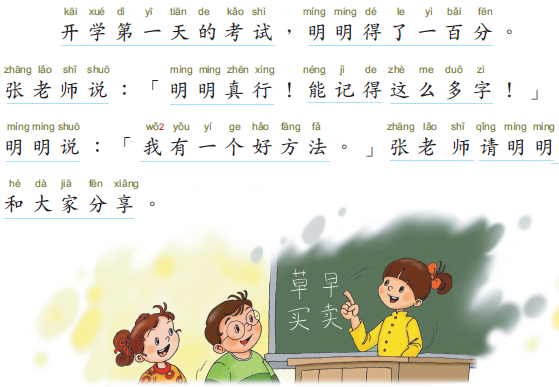 kāi xué dì yī tiān de kǎo shì míng míng dé le yì bǎi fēn
开学第一天的考试，明明得了一百分。
zhāng lǎo shī shuō míng ming zhēn xíng néng jì de zhè me duō zì
张老师说：「明明真行！能记得这么多字！」
míng ming shuō wǒ2 yǒu yí ge hǎo fāng fǎ zhāng lǎo shī qǐng míng ming
明明说：「我有一个好方法。」张老师请明明
hé dà jiā fēn xiǎng
和大家分享。
草早
买卖